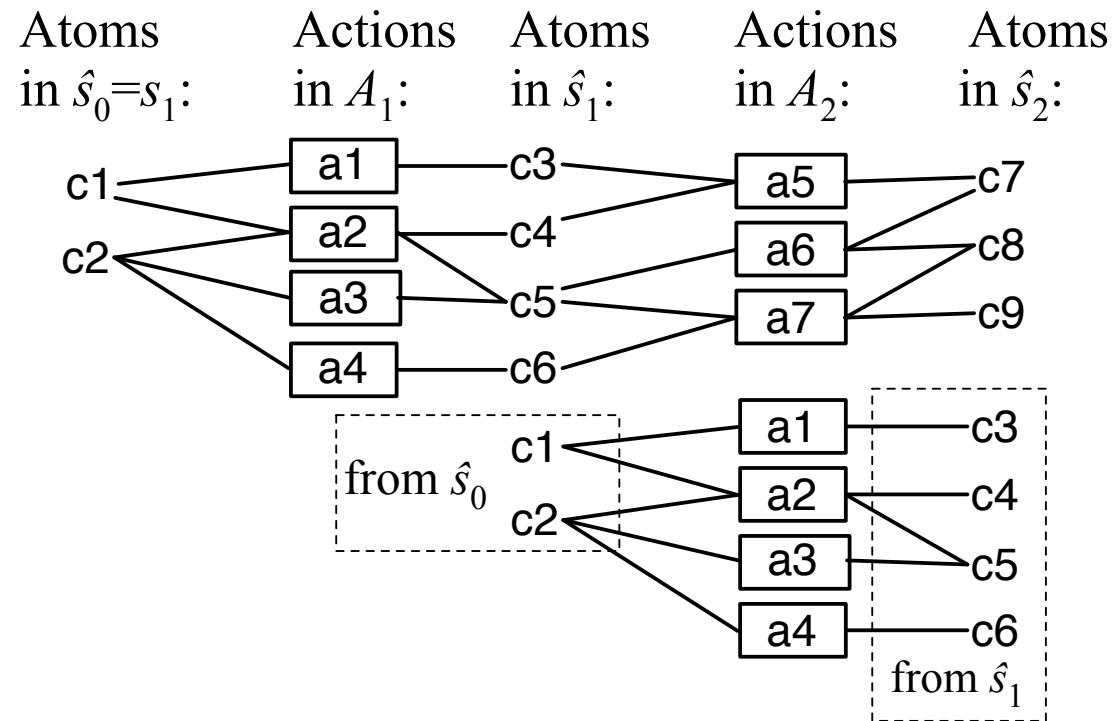 Atoms Actions Atoms Actions Atoms
in ŝ₀=s₁: in A₁: in ŝ₁: in A₂: in ŝ₂:
a1 c3
c1 a5 c7
a2 c4 a6 c8
c2
a3 c5 a7 c9
a4 c6
c1 a1 c3
from ŝ₀ a2 c4
c2
a3 c5
a4 c6
from ŝ₁